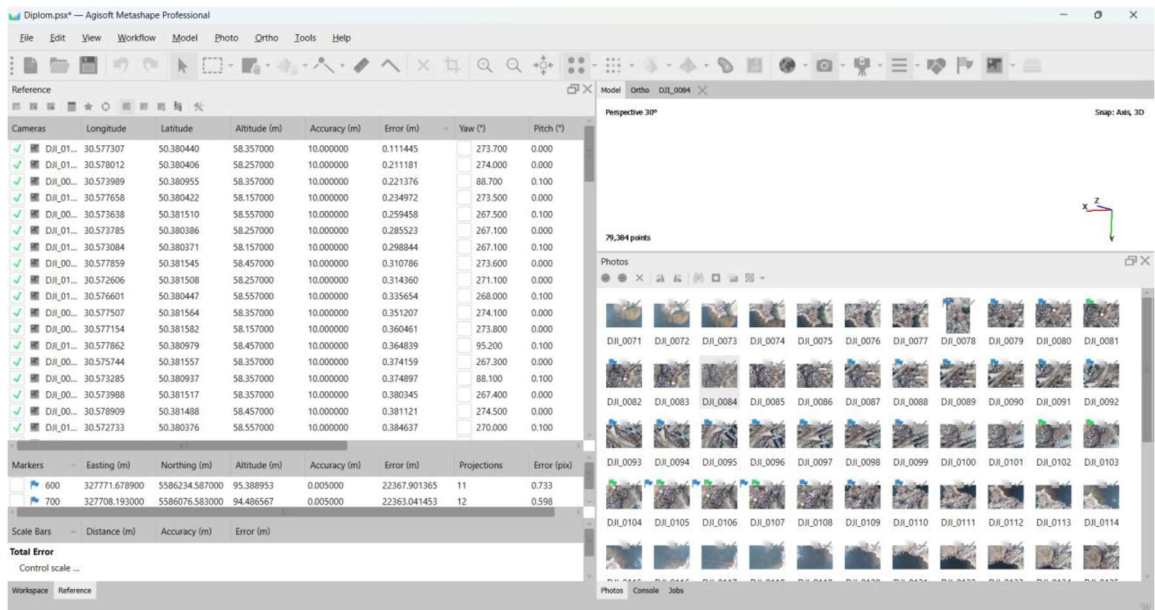 Diplom.psx* — Agisoft Metashape Professional
File Edit View Workflow Model Photo Ortho Tools Help
Reference
Cameras Longitude Latitude Altitude (m) Accuracy (m) Error (m) Yaw (°) Pitch (°)
DJI_01... 30.577307 50.380440 58.357000 10.000000 0.111445 273.700 0.000
DJI_01... 30.578012 50.380406 58.257000 10.000000 0.211181 274.000 0.000
DJI_00... 30.573989 50.380955 58.357000 10.000000 0.221376 88.700 0.100
DJI_01... 30.577658 50.380422 58.157000 10.000000 0.234972 273.500 0.000
DJI_00... 30.573638 50.381510 58.557000 10.000000 0.259458 267.500 0.100
DJI_01... 30.573785 50.380386 58.257000 10.000000 0.285523 267.100 0.000
DJI_01... 30.573084 50.380371 58.157000 10.000000 0.298844 267.100 0.100
DJI_00... 30.577859 50.381545 58.457000 10.000000 0.310786 273.600 0.000
DJI_01... 30.572606 50.381508 58.257000 10.000000 0.314360 271.100 0.000
DJI_01... 30.576601 50.380447 58.557000 10.000000 0.335654 268.000 0.100
DJI_00... 30.577507 50.381564 58.357000 10.000000 0.351207 274.100 0.000
DJI_00... 30.577154 50.381582 58.157000 10.000000 0.360461 273.800 0.000
DJI_01... 30.577862 50.380979 58.457000 10.000000 0.364839 95.200 0.100
DJI_00... 30.575744 50.381557 58.357000 10.000000 0.374159 267.300 0.000
DJI_00... 30.573285 50.380937 58.357000 10.000000 0.374897 88.100 0.100
DJI_00... 30.573988 50.381517 58.357000 10.000000 0.380345 267.400 0.000
DJI_00... 30.578909 50.381488 58.457000 10.000000 0.381121 274.500 0.000
DJI_01... 30.572733 50.380376 58.557000 10.000000 0.384637 270.000 0.100
Markers Easting (m) Northing (m) Altitude (m) Accuracy (m) Error (m) Projections Error (pix)
600 327771.678900 5586234.587000 95.388953 0.005000 22367.901365 11 0.733
700 327708.193000 5586076.583000 94.486567 0.005000 22363.041453 12 0.598
Scale Bars Distance (m) Accuracy (m) Error (m)
Total Error
Control scale ...
Workspace Reference
Model Ortho DJI_0084
Perspective 30° Snap: Axis, 3D
X Z Y
79,384 points
Photos
DJI_0071 DJI_0072 DJI_0073 DJI_0074 DJI_0075 DJI_0076 DJI_0077 DJI_0078 DJI_0079 DJI_0080 DJI_0081
DJI_0082 DJI_0083 DJI_0084 DJI_0085 DJI_0086 DJI_0087 DJI_0088 DJI_0089 DJI_0090 DJI_0091 DJI_0092
DJI_0093 DJI_0094 DJI_0095 DJI_0096 DJI_0097 DJI_0098 DJI_0099 DJI_0100 DJI_0101 DJI_0102 DJI_0103
DJI_0104 DJI_0105 DJI_0106 DJI_0107 DJI_0108 DJI_0109 DJI_0110 DJI_0111 DJI_0112 DJI_0113 DJI_0114
Photos Console Jobs